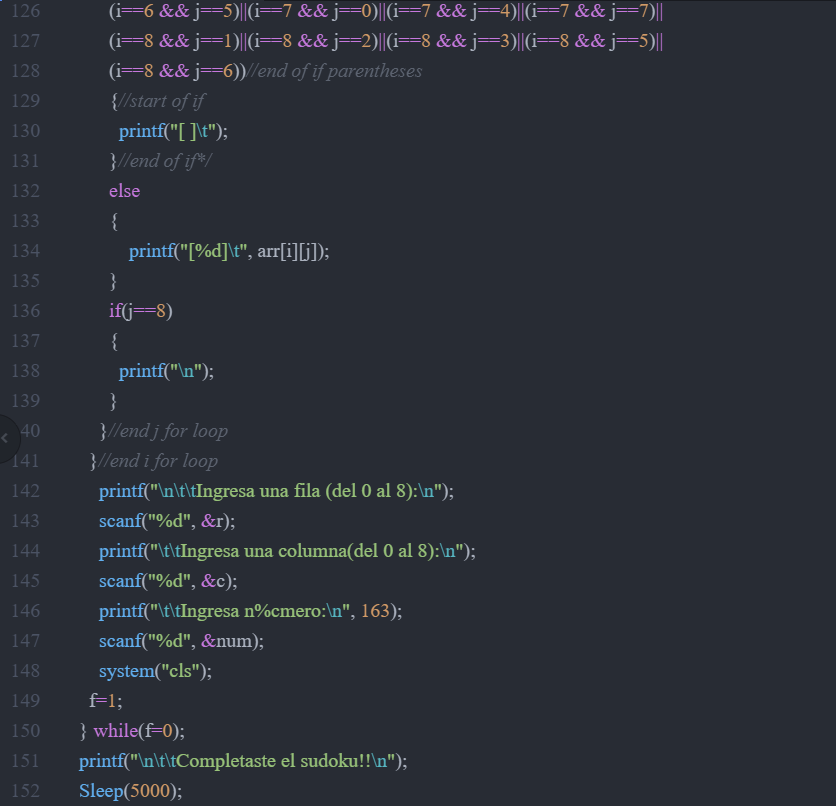 126 (i==6 && j==5)||(i==7 && j==0)||(i==7 && j==4)||(i==7 && j==7)||
127 (i==8 && j==1)||(i==8 && j==2)||(i==8 && j==3)||(i==8 && j==5)||
128 (i==8 && j==6))//end of if parentheses
129 {//start of if
130 printf("[ ]\t");
131 }//end of if*/
132 else
133 {
134 printf("[%d]\t", arr[i][j]);
135 }
136 if(j==8)
137 {
138 printf("\n");
139 }
40 }//end j for loop
141 }//end i for loop
142 printf("\n\t\tIngresa una fila (del 0 al 8):\n");
143 scanf("%d", &r);
144 printf("\t\tIngresa una columna(del 0 al 8):\n");
145 scanf("%d", &c);
146 printf("\t\tIngresa n%cmero:\n", 163);
147 scanf("%d", &num);
148 system("cls");
149 f=1;
150 } while(f=0);
151 printf("\n\t\tCompletaste el sudoku!!\n");
152 Sleep(5000);